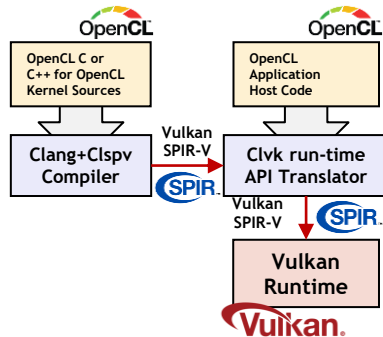 OpenCL
OpenCL
OpenCL C or
C++ for OpenCL
Kernel Sources
OpenCL
Application
Host Code
Clang+Clspv
Compiler
Vulkan
SPIR-V
SPIR
Clvk run-time
API Translator
Vulkan
SPIR-V
SPIR
Vulkan
Runtime
Vulkan®